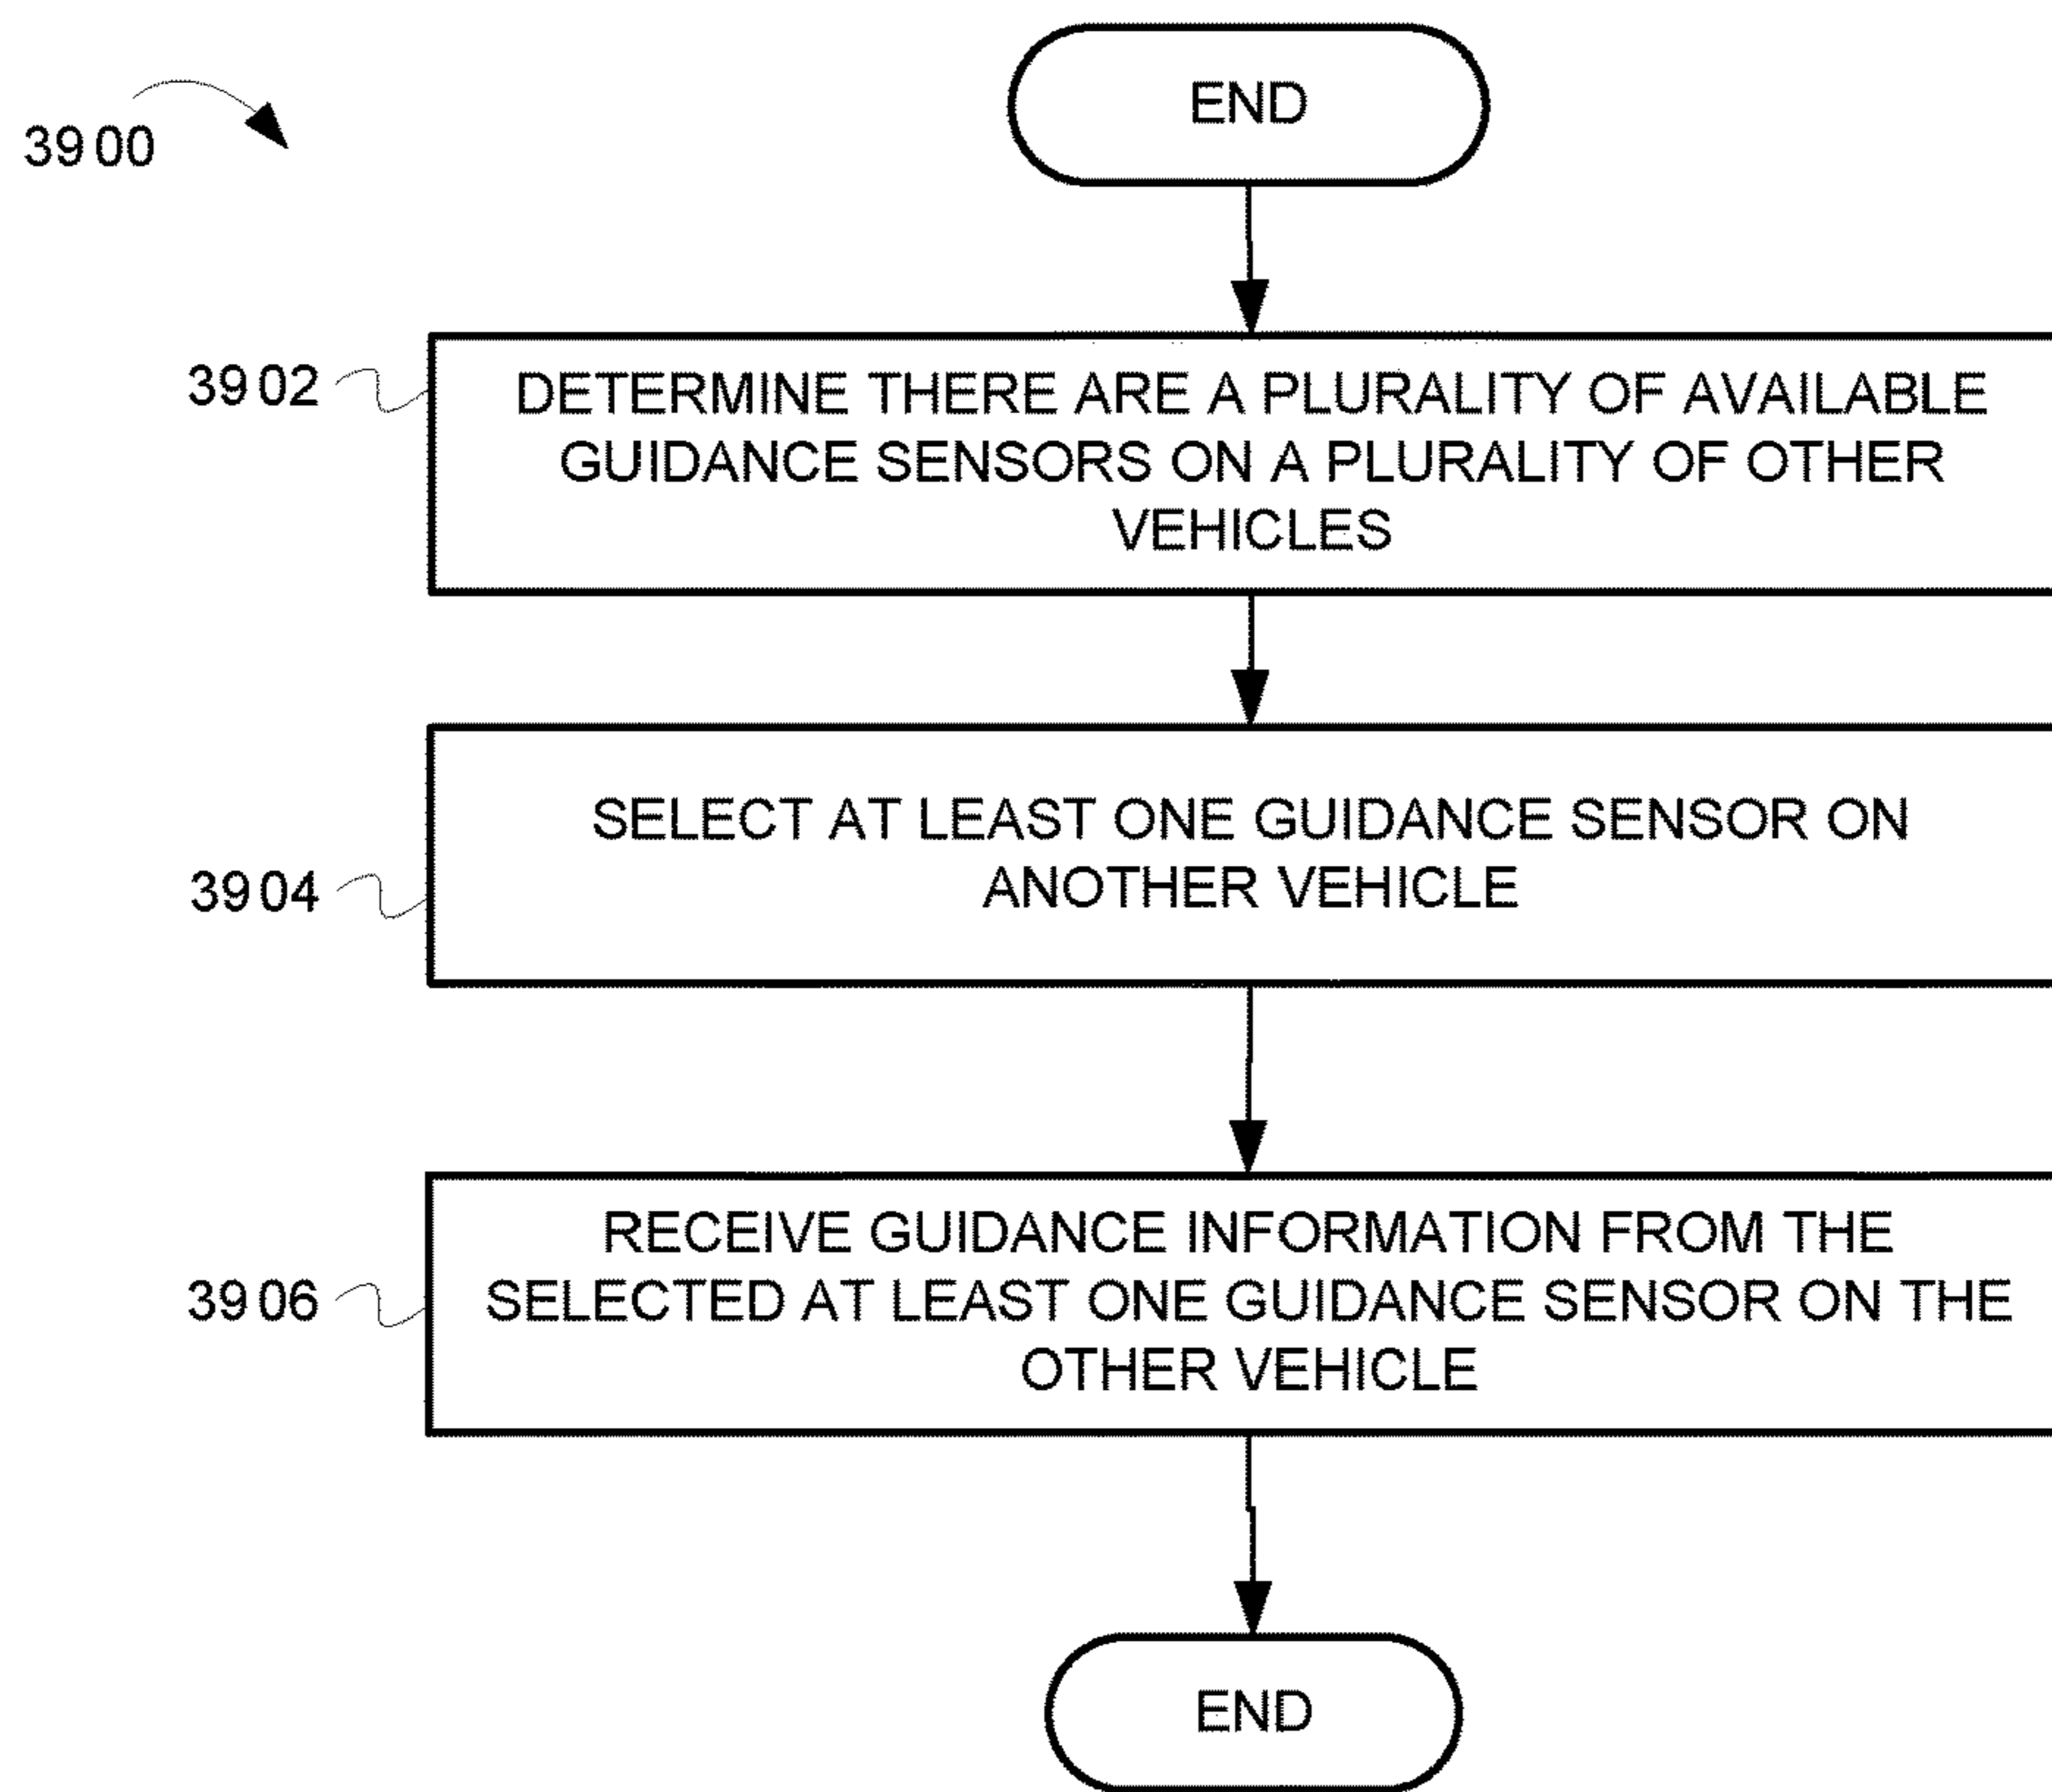 END
3900
3902
DETERMINE THERE ARE A PLURALITY OF AVAILABLE
GUIDANCE SENSORS ON A PLURALITY OF OTHER
VEHICLES
SELECT AT LEAST ONE GUIDANCE SENSOR ON
ANOTHER VEHICLE
3904
RECEIVE GUIDANCE INFORMATION FROM THE
3906
SELECTED AT LEAST ONE GUIDANCE SENSOR ON THE
OTHER VEHICLE
END